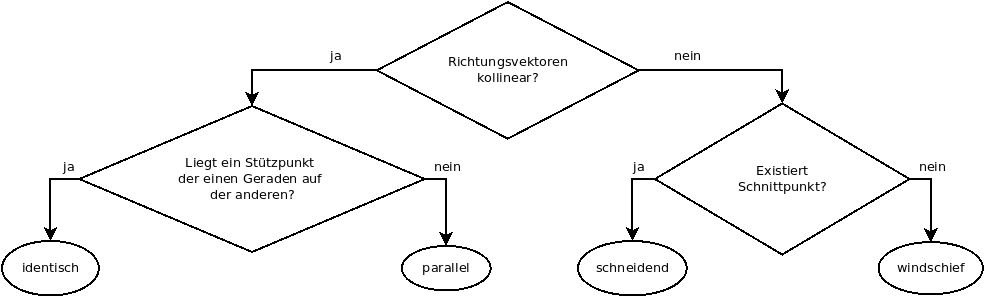 Richtungsvektoren
kollinear?
ja
nein
Liegt ein Stützpunkt
der einen Geraden auf
der anderen?
ja
nein
Existiert
Schnittpunkt?
ja
nein
identisch
parallel
schneidend
windschief